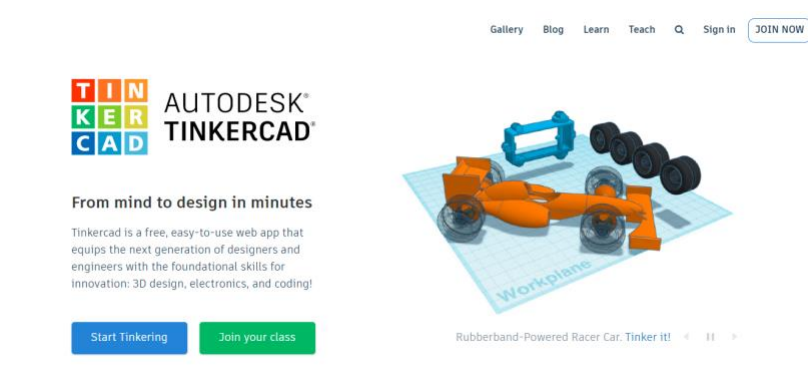 Gallery Blog Learn Teach Sign in JOIN NOW
TIN
KER
CAD
AUTODESK®
TINKERCAD®
From mind to design in minutes
Tinkercad is a free, easy-to-use web app that
equips the next generation of designers and
engineers with the foundational skills for
innovation: 3D design, electronics, and coding!
Start Tinkering Join your class
Workplane
Rubberband-Powered Racer Car. Tinker it!